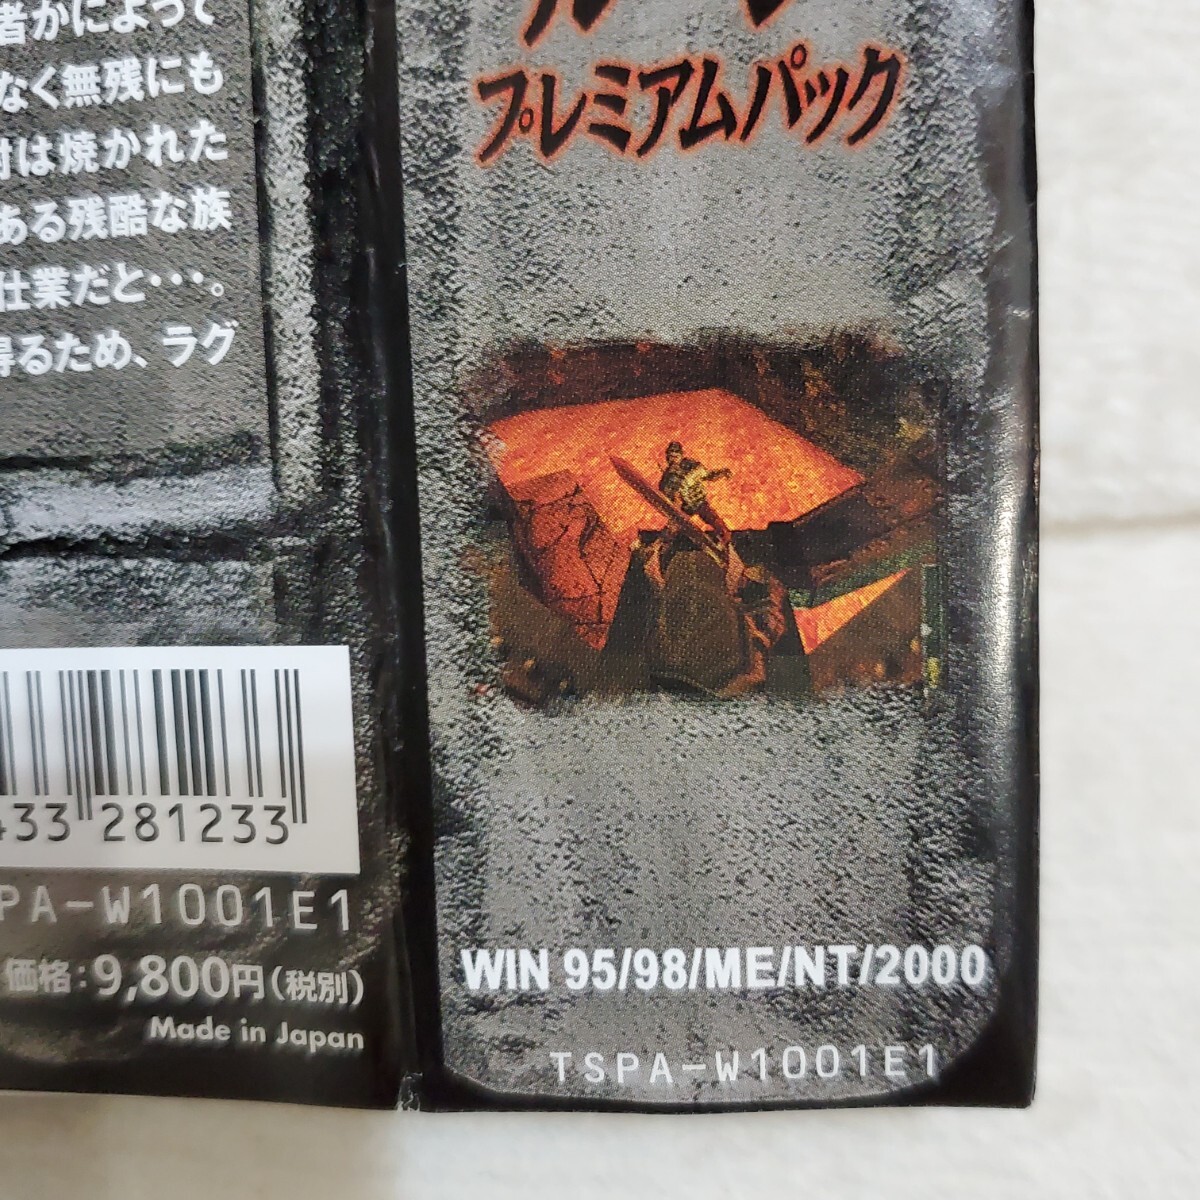 者かによって
なく無残にも
村は焼かれた
ある残酷な族
仕業だと・・・。
得るため、ラグ
433 281233
PA-W1001E1
価格:9,800円(税別)
Made in Japan
プレミアムパック
WIN 95/98/ME/NT/2000
TSPA-W1001E1